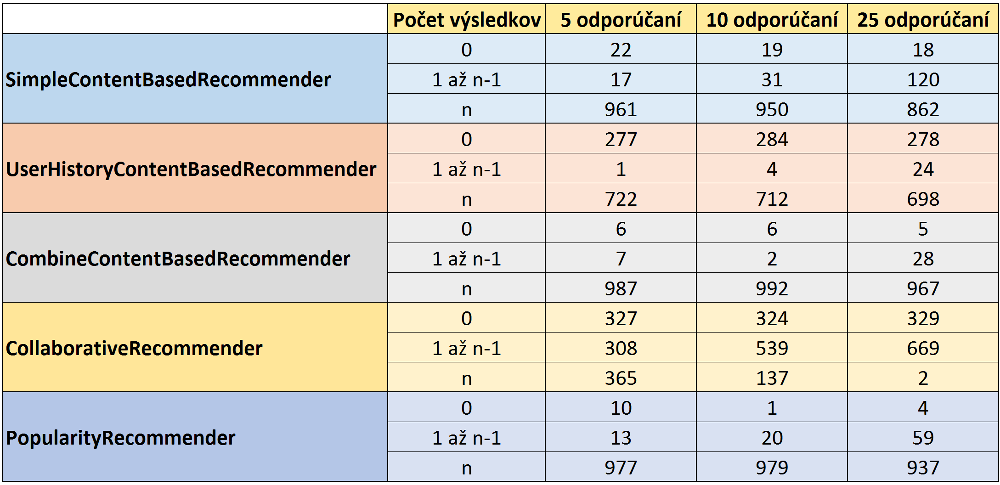 Počet výsledkov 5 odporúčaní 10 odporúčaní 25 odporúčaní
SimpleContentBasedRecommender
0 22 19 18
1 až n-1 17 31 120
n 961 950 862
UserHistoryContentBasedRecommender
0 277 284 278
1 až n-1 1 4 24
n 722 712 698
CombineContentBasedRecommender
0 6 6 5
1 až n-1 7 2 28
n 987 992 967
CollaborativeRecommender
0 327 324 329
1 až n-1 308 539 669
n 365 137 2
PopularityRecommender
0 10 1 4
1 až n-1 13 20 59
n 977 979 937